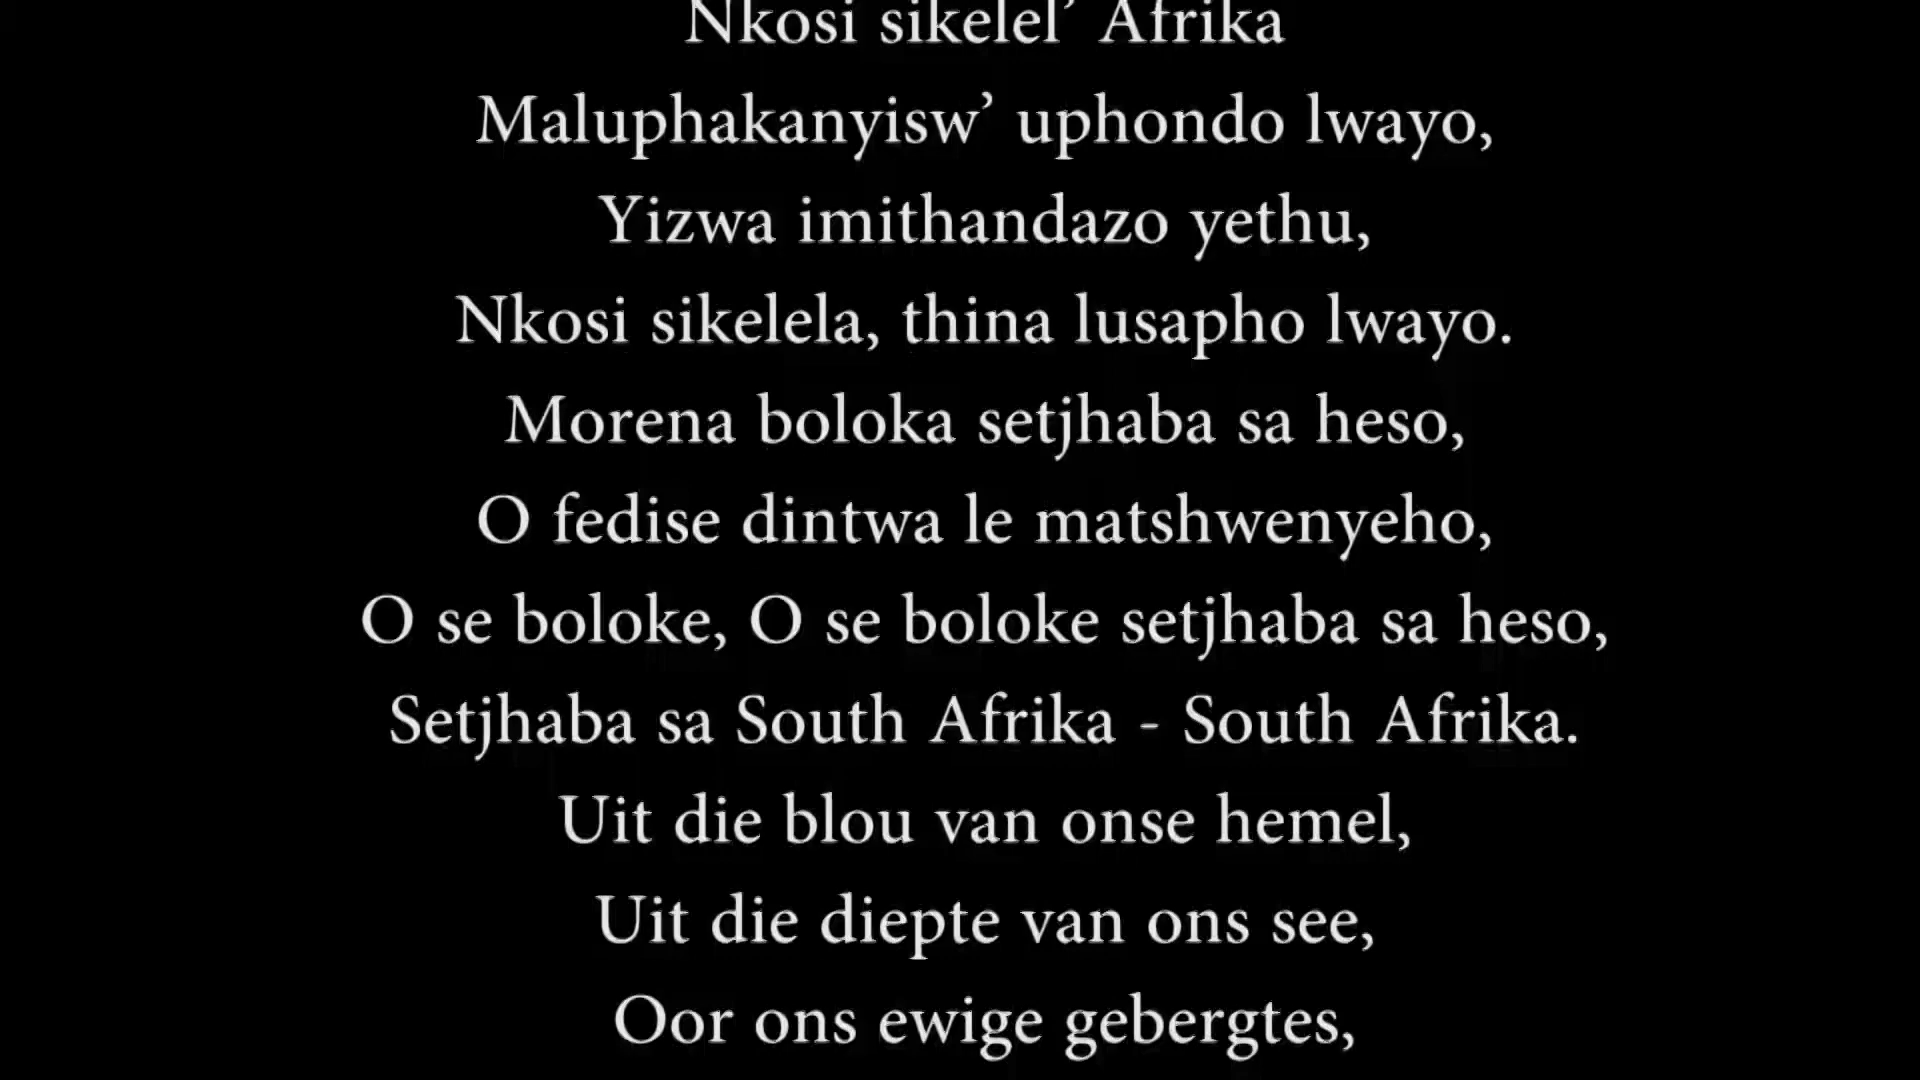 Nkosi sikelel’ Afrika
Maluphakanyisw’ uphondo lwayo,
Yizwa imithandazo yethu,
Nkosi sikelela, thina lusapho lwayo.
Morena boloka setjhaba sa heso,
O fedise dintwa le matshwenyeho,
O se boloke, O se boloke setjhaba sa heso,
Setjhaba sa South Afrika - South Afrika.
Uit die blou van onse hemel,
Uit die diepte van ons see,
Oor ons ewige gebergtes,